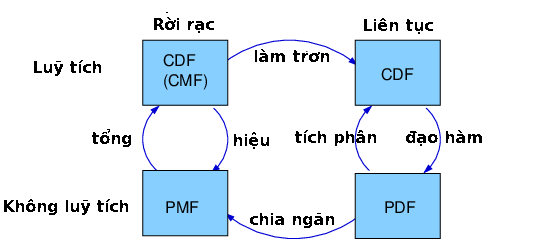 Rời rạc
Liên tục
Luỹ tích
CDF
(CMF)
làm trơn
CDF
tổng
hiệu
tích phân
đạo hàm
Không luỹ tích
PMF
chia ngăn
PDF